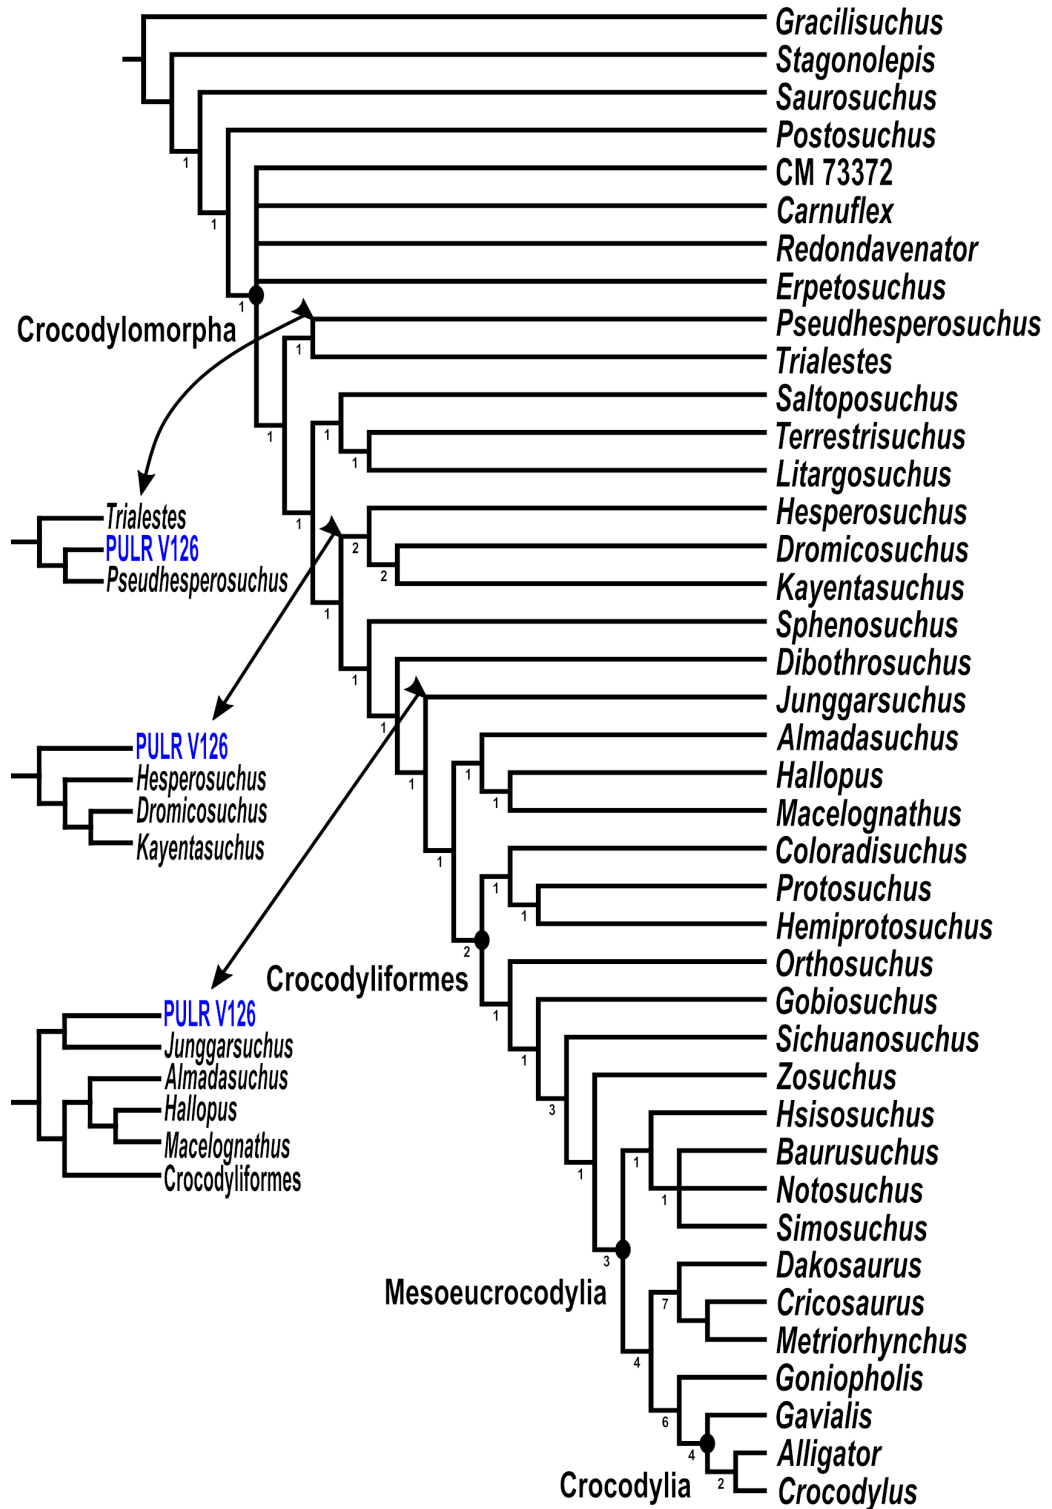 Gracilisuchus
Stagonolepis
Saurosuchus
Postosuchus
1
CM 73372
Carnuflex
1
Redondavenator
Erpetosuchus
1
Crocodylomorpha
Pseudhesperosuchus
1
Trialestes
Saltoposuchus
1
1
Terrestrisuchus
1
Litargosuchus
Trialestes
PULR V126
Pseudhesperosuchus
1
Hesperosuchus
2
Dromicosuchus
2
Kayentasuchus
1
Sphenosuchus
1
Dibothrosuchus
Junggarsuchus
1
PULR V126
Hesperosuchus
Dromicosuchus
Kayentasuchus
Almadasuchus
1
1
Hallopus
1
Macelognathus
Coloradisuchus
1
1
Protosuchus
1
Hemiprotosuchus
2
Crocodyliformes
Orthosuchus
Gobiosuchus
1
PULR V126
Junggarsuchus
Almadasuchus
Hallopus
Macelognathus
Crocodyliformes
Sichuanosuchus
1
Zosuchus
3
Hsisosuchus
Baurusuchus
1
1
Notosuchus
1
Simosuchus
3
Mesoeucrocodylia
Dakosaurus
7
Cricosaurus
Metriorhynchus
4
Goniopholis
Gavialis
6
Alligator
4
Crocodylia
2
Crocodylus